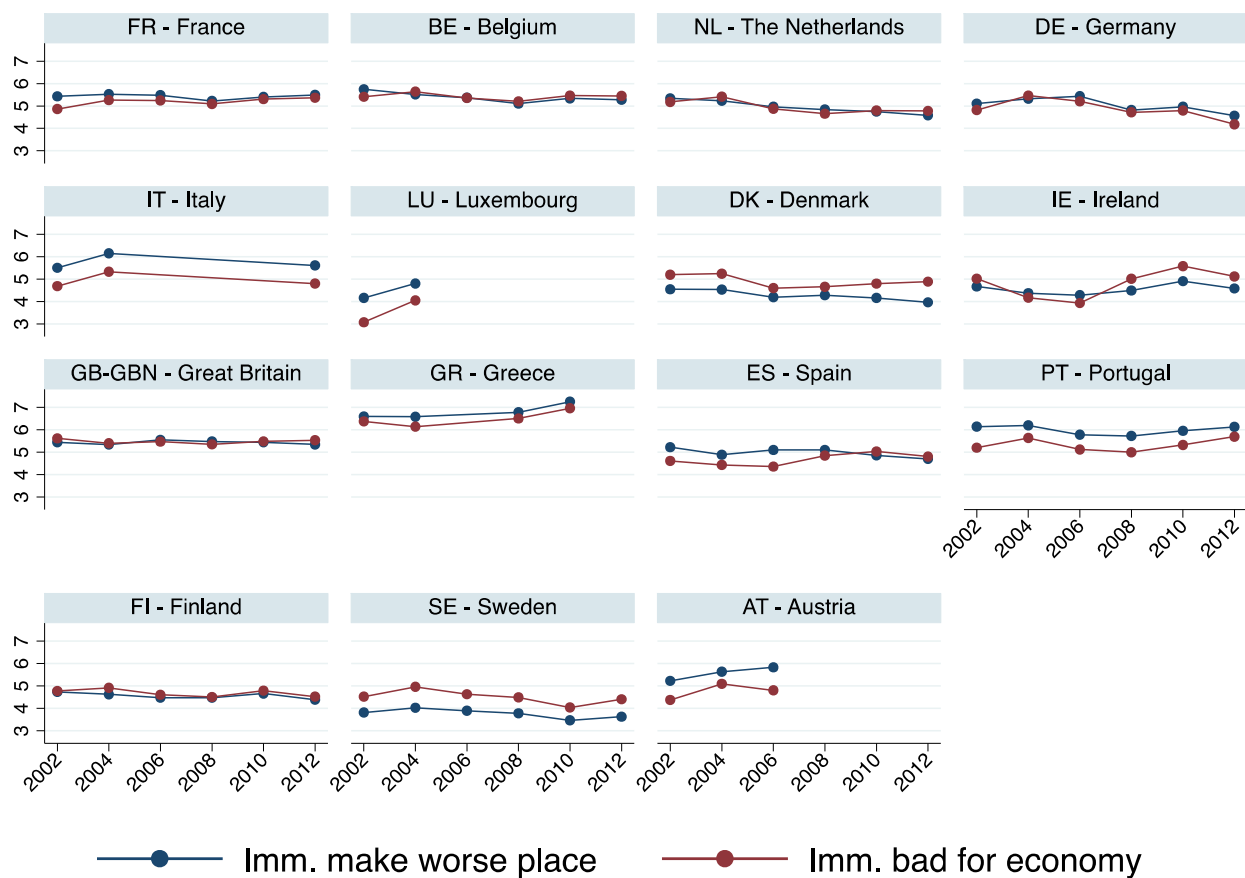 FR - France
BE - Belgium
NL - The Netherlands
DE - Germany
7
6
5
4
3
IT - Italy
LU - Luxembourg
DK - Denmark
IE - Ireland
7
6
5
4
3
GB-GBN - Great Britain
GR - Greece
ES - Spain
PT - Portugal
7
6
5
4
3
2002 2004 2006 2008 2010 2012
FI - Finland
SE - Sweden
AT - Austria
7
6
5
4
3
2002 2004 2006 2008 2010 2012
2002 2004 2006 2008 2010 2012
2002 2004 2006 2008 2010 2012
Imm. make worse place
Imm. bad for economy